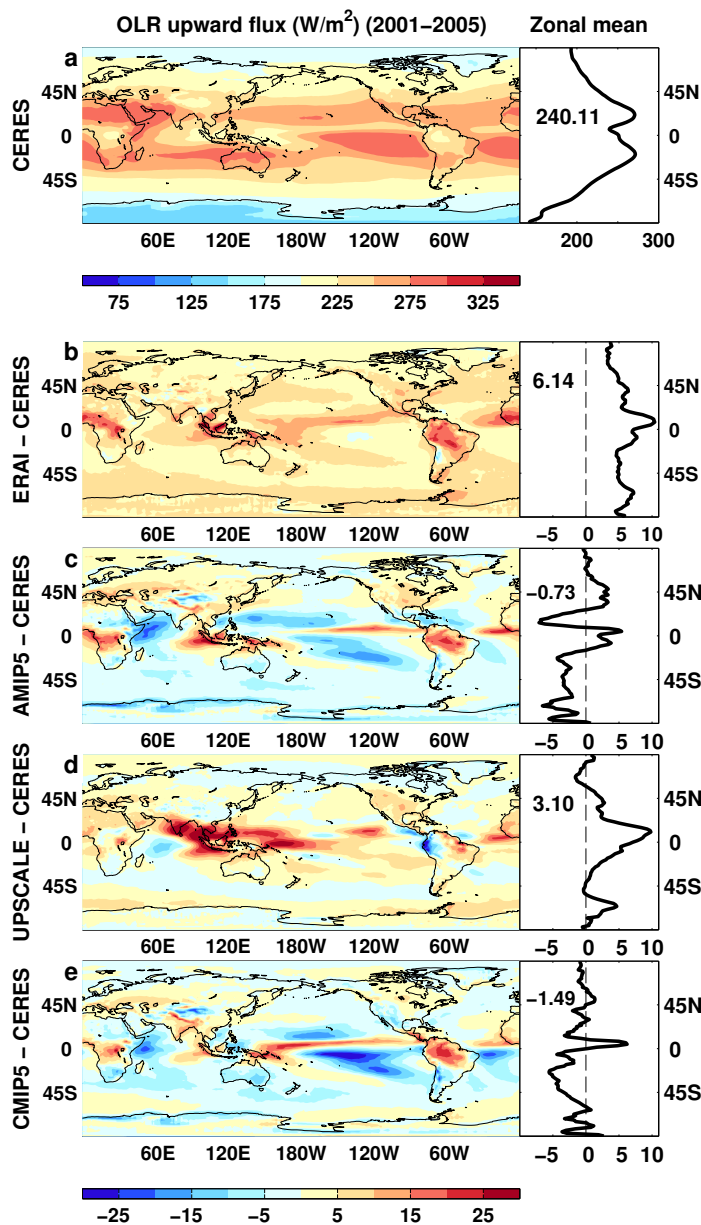 OLR upward flux (W/m²) (2001−2005) Zonal mean
a
CERES
45N
0
45S
240.11
45N
0
45S
60E 120E 180W 120W 60W
200 300
75 125 175 225 275 325
b
ERAI − CERES
45N
0
45S
6.14
45N
0
45S
60E 120E 180W 120W 60W
−5 0 5 10
c
AMIP5 − CERES
45N
0
45S
−0.73
45N
0
45S
60E 120E 180W 120W 60W
−5 0 5 10
d
UPSCALE − CERES
45N
0
45S
3.10
45N
0
45S
60E 120E 180W 120W 60W
−5 0 5 10
e
CMIP5 − CERES
45N
0
45S
−1.49
45N
0
45S
60E 120E 180W 120W 60W
−5 0 5 10
−25 −15 −5 5 15 25